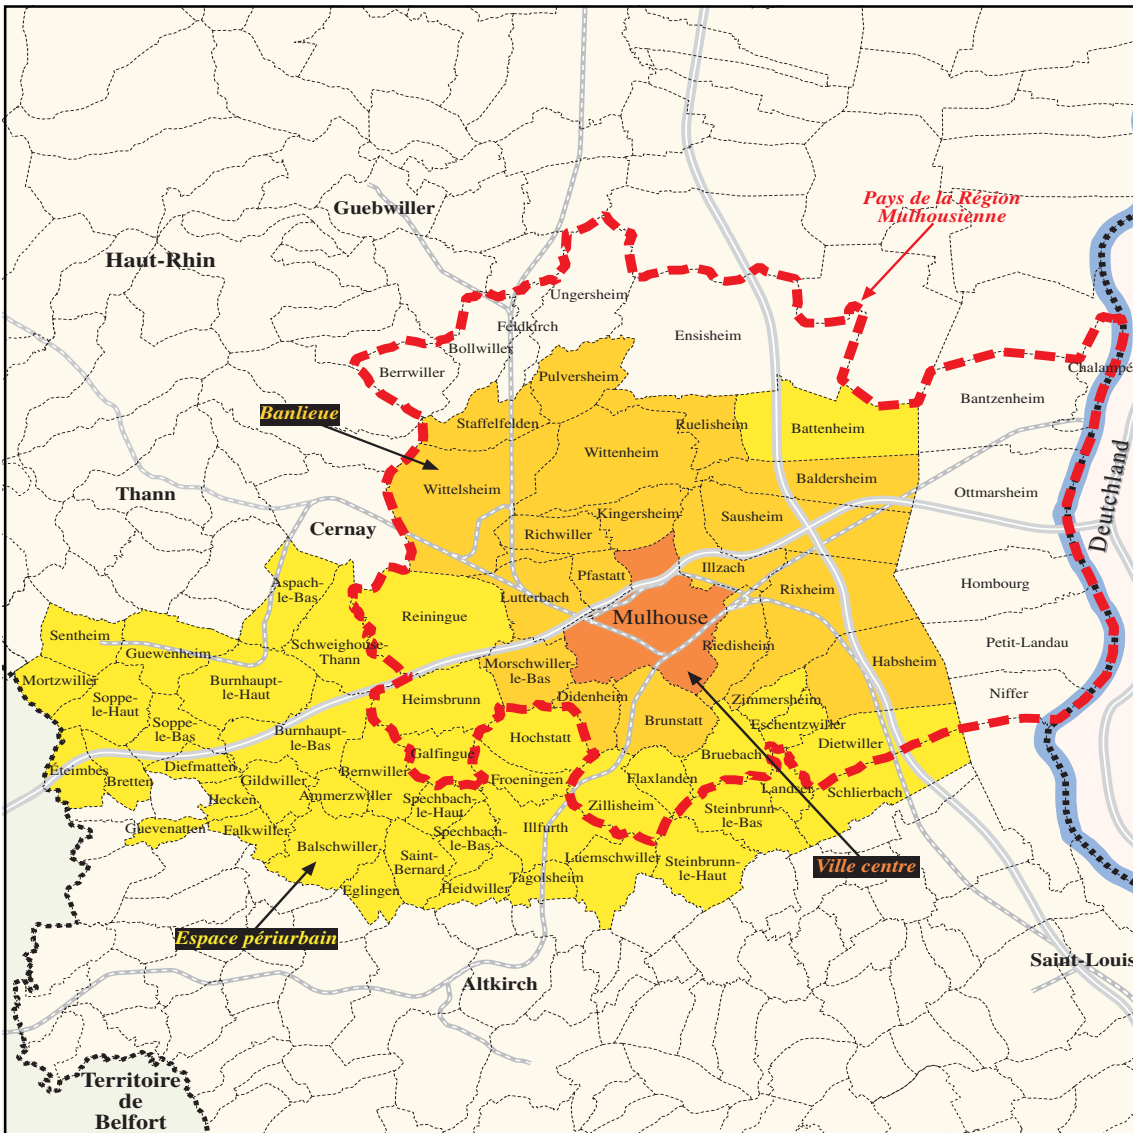 Pays de la Région
Mulhousienne
Guebwiller
Haut-Rhin
Ungersheim
Feldkirch
Ensisheim
Bollwiller
Berrwiller
Chalampé
Pulversheim
Bantzenheim
Banlieue
Staffelfelden
Ruelisheim
Battenheim
Wittenheim
Baldersheim
Wittelsheim
Thann
Ottmarsheim
Deutchland
Cernay
Kingersheim
Sausheim
Richwiller
Illzach
Pfastatt
Aspach-
le-Bas
Hombourg
Rixheim
Lutterbach
Reiningue
Mulhouse
Sentheim
Guewenheim
Schweighouse-
Thann
Riedisheim
Petit-Landau
Morschwiller-
le-Bas
Habsheim
Mortzwiller
Burnhaupt-
le-Haut
Soppe-
le-Haut
Heimsbrunn
Didenheim
Zimmersheim
Niffer
Soppe-
le-Bas
Brunstatt
Eschentzwiller
Burnhaupt-
le-Bas
Hochstatt
Dietwiller
Galfingue
Bruebach
Eteimbes
Bretten
Diefmatten
Gildwiller
Bernwiller
Froeningen
Flaxlanden
Landser
Schlierbach
Hecken
Ammerzwiller
Spechbach-
le-Haut
Zillisheim
Steinbrunn-
le-Bas
Guevenatten
Falkwiller
Spechbach-
le-Bas
Illfurth
Balschwiller
Saint-
Bernard
Luemschwiller
Steinbrunn-
le-Haut
Ville centre
Tagolsheim
Eglingen
Heidwiller
Espace périurbain
Saint-Louis
Altkirch
Territoire
de
Belfort